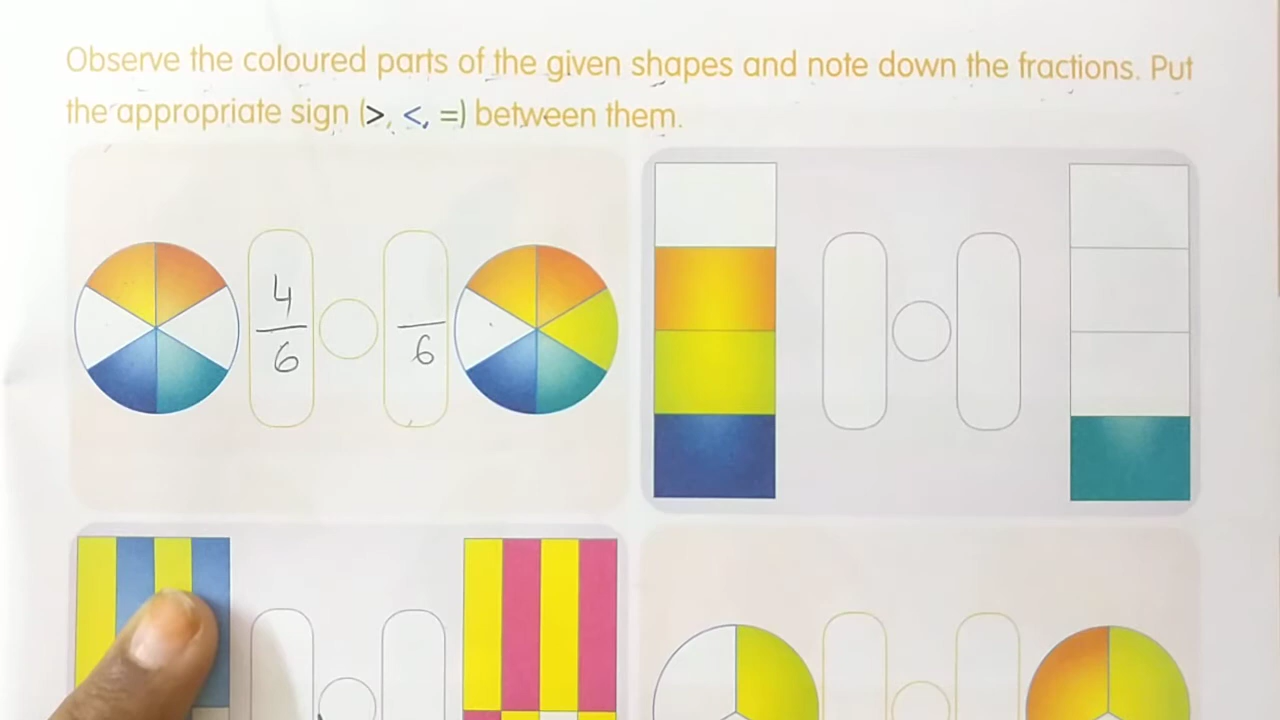 Observe the coloured parts of the given shapes and note down the fractions. Put
the appropriate sign (>, <, =) between them.
4
6
6